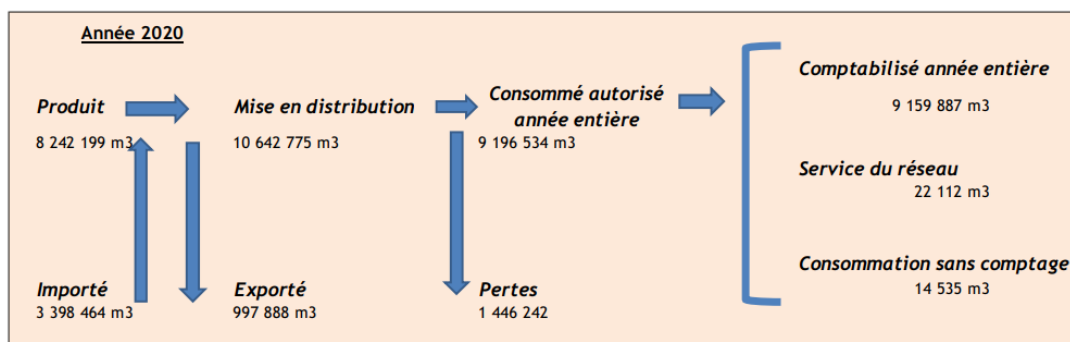 Année 2020
Produit
8 242 199 m3
Mise en distribution
10 642 775 m3
Consommé autorisé
année entière
9 196 534 m3
Comptabilisé année entière
9 159 887 m3
Service du réseau
22 112 m3
Consommation sans comptage
14 535 m3
Importé
3 398 464 m3
Exporté
997 888 m3
Pertes
1 446 242